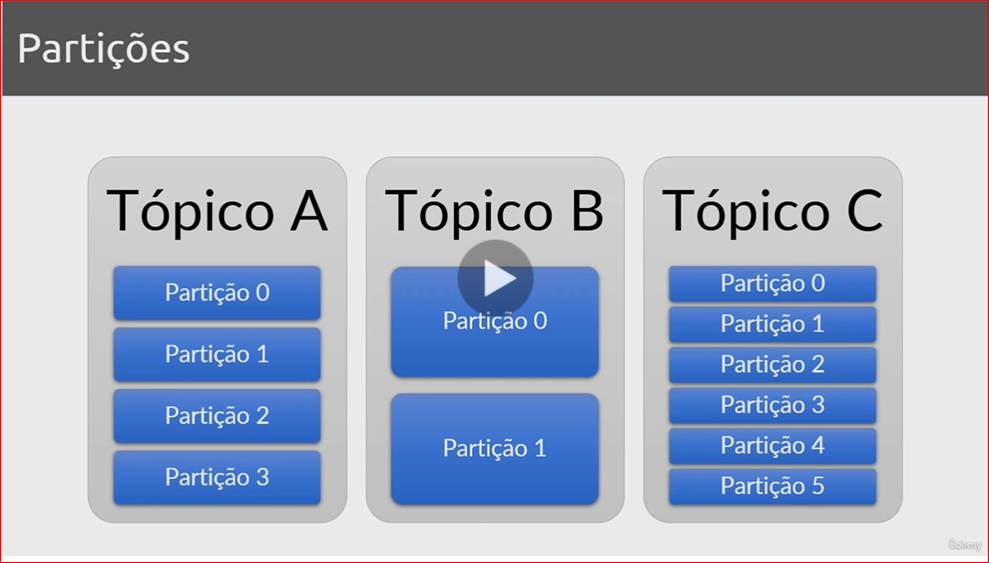 Partições
Tópico A
Partição 0
Partição 1
Partição 2
Partição 3
Tópico B
Partição 0
Partição 1
Tópico C
Partição 0
Partição 1
Partição 2
Partição 3
Partição 4
Partição 5
Udemy